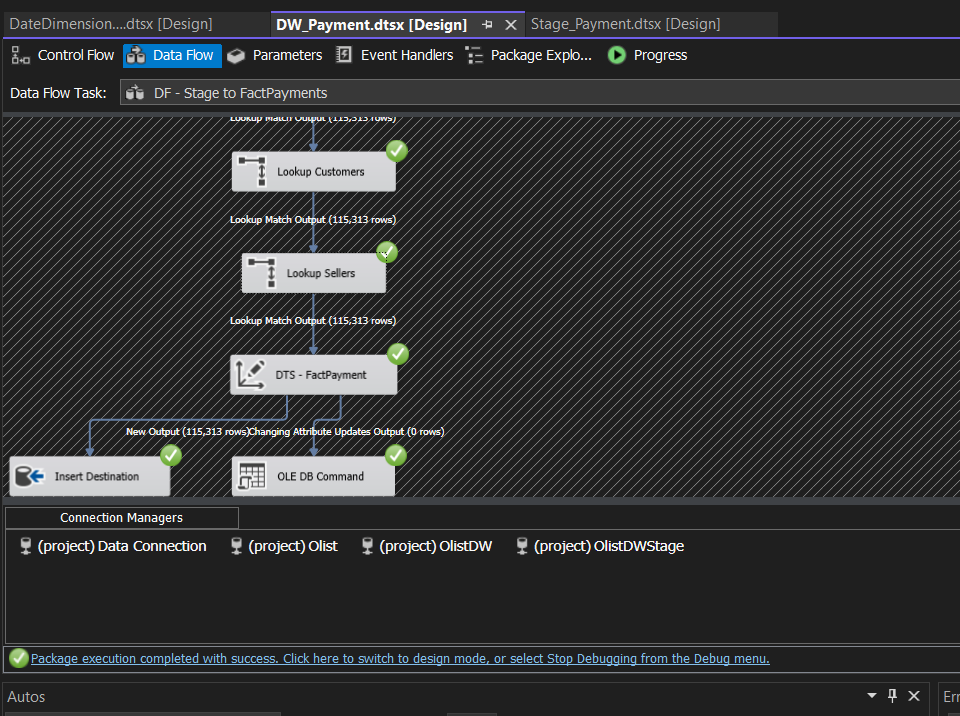 DateDimension....dtsx [Design] DW_Payment.dtsx [Design] Stage_Payment.dtsx [Design]
Control Flow Data Flow Parameters Event Handlers Package Explo... Progress
Data Flow Task: DF - Stage to FactPayments
Lookup Match Output (115,313 rows)
Lookup Customers
Lookup Match Output (115,313 rows)
Lookup Sellers
Lookup Match Output (115,313 rows)
DTS - FactPayment
New Output (115,313 rows) Changing Attribute Updates Output (0 rows)
Insert Destination OLE DB Command
Connection Managers
(project) Data Connection (project) Olist (project) OlistDW (project) OlistDWStage
Package execution completed with success. Click here to switch to design mode, or select Stop Debugging from the Debug menu.
Autos Err